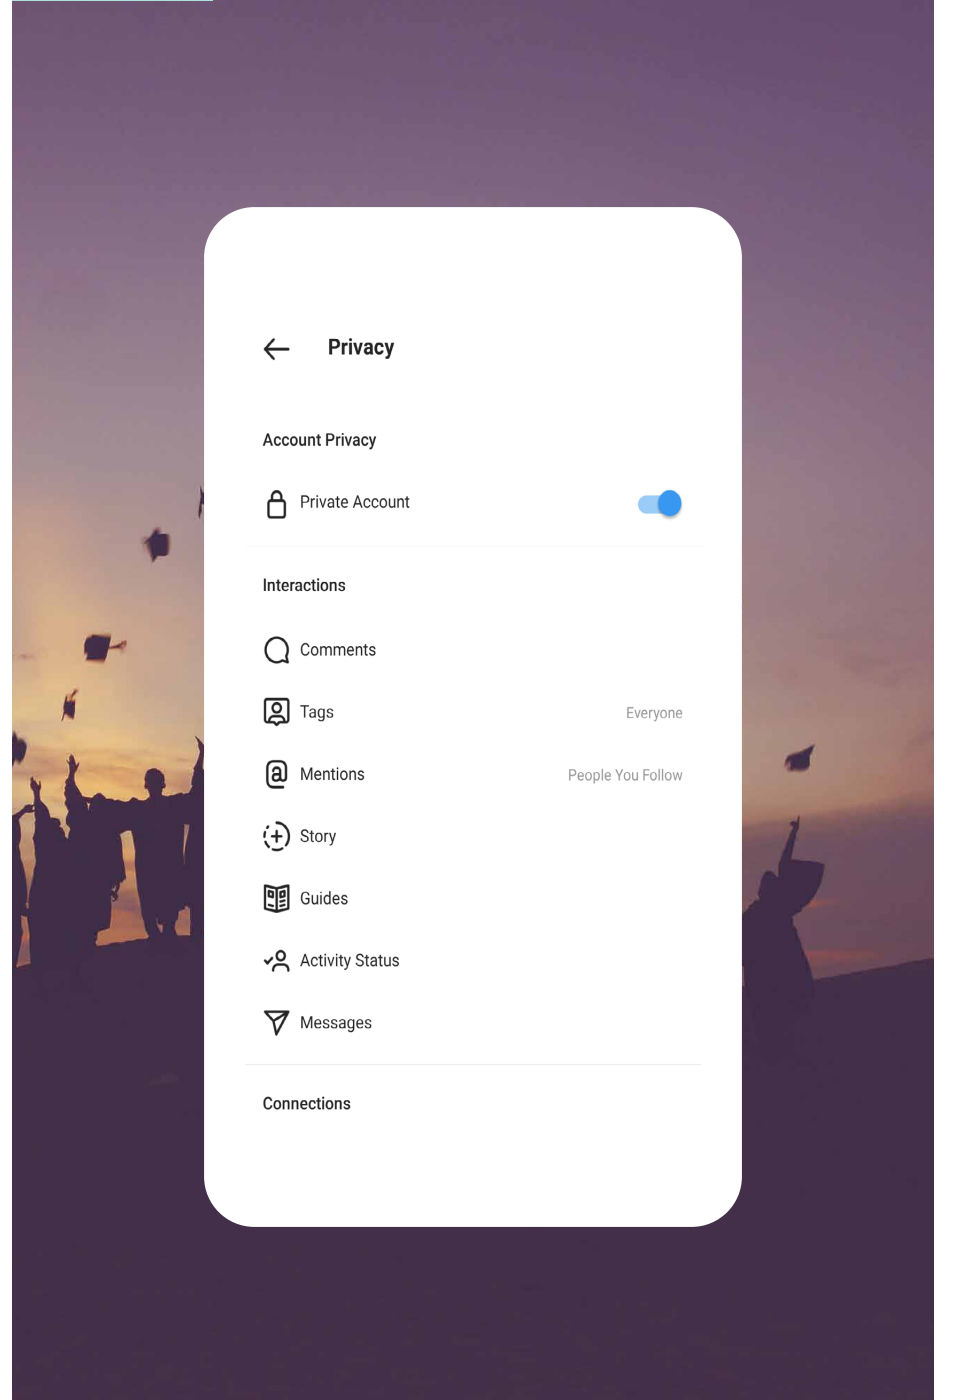 Privacy
Account Privacy
Private Account
Interactions
Comments
Tags Everyone
Mentions People You Follow
Story
Guides
Activity Status
Messages
Connections